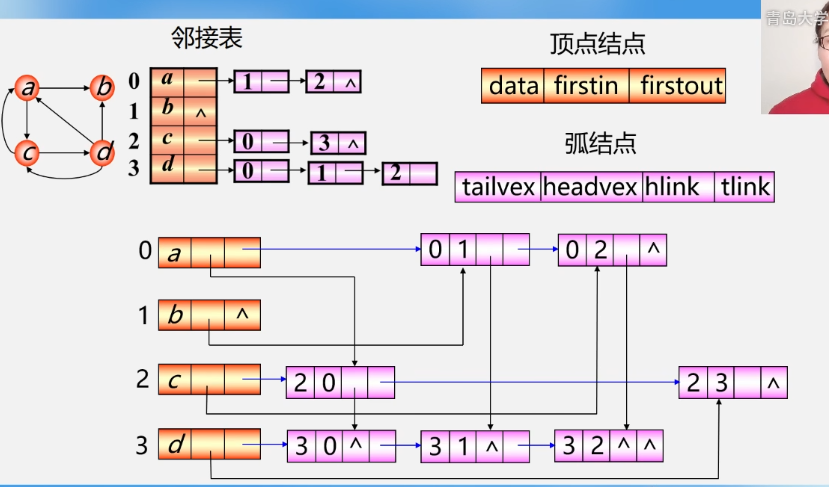 青岛大学
邻接表
顶点结点
data firstin firstout
弧结点
tailvex headvex hlink tlink
a b
c d
0 a 1 2 ^
1 b ^
2 c 0 3 ^
3 d 0 1 2
0 a 0 1 0 2 ^
1 b ^
2 c 2 0 2 3 ^
3 d 3 0 ^ 3 1 ^ 3 2 ^ ^